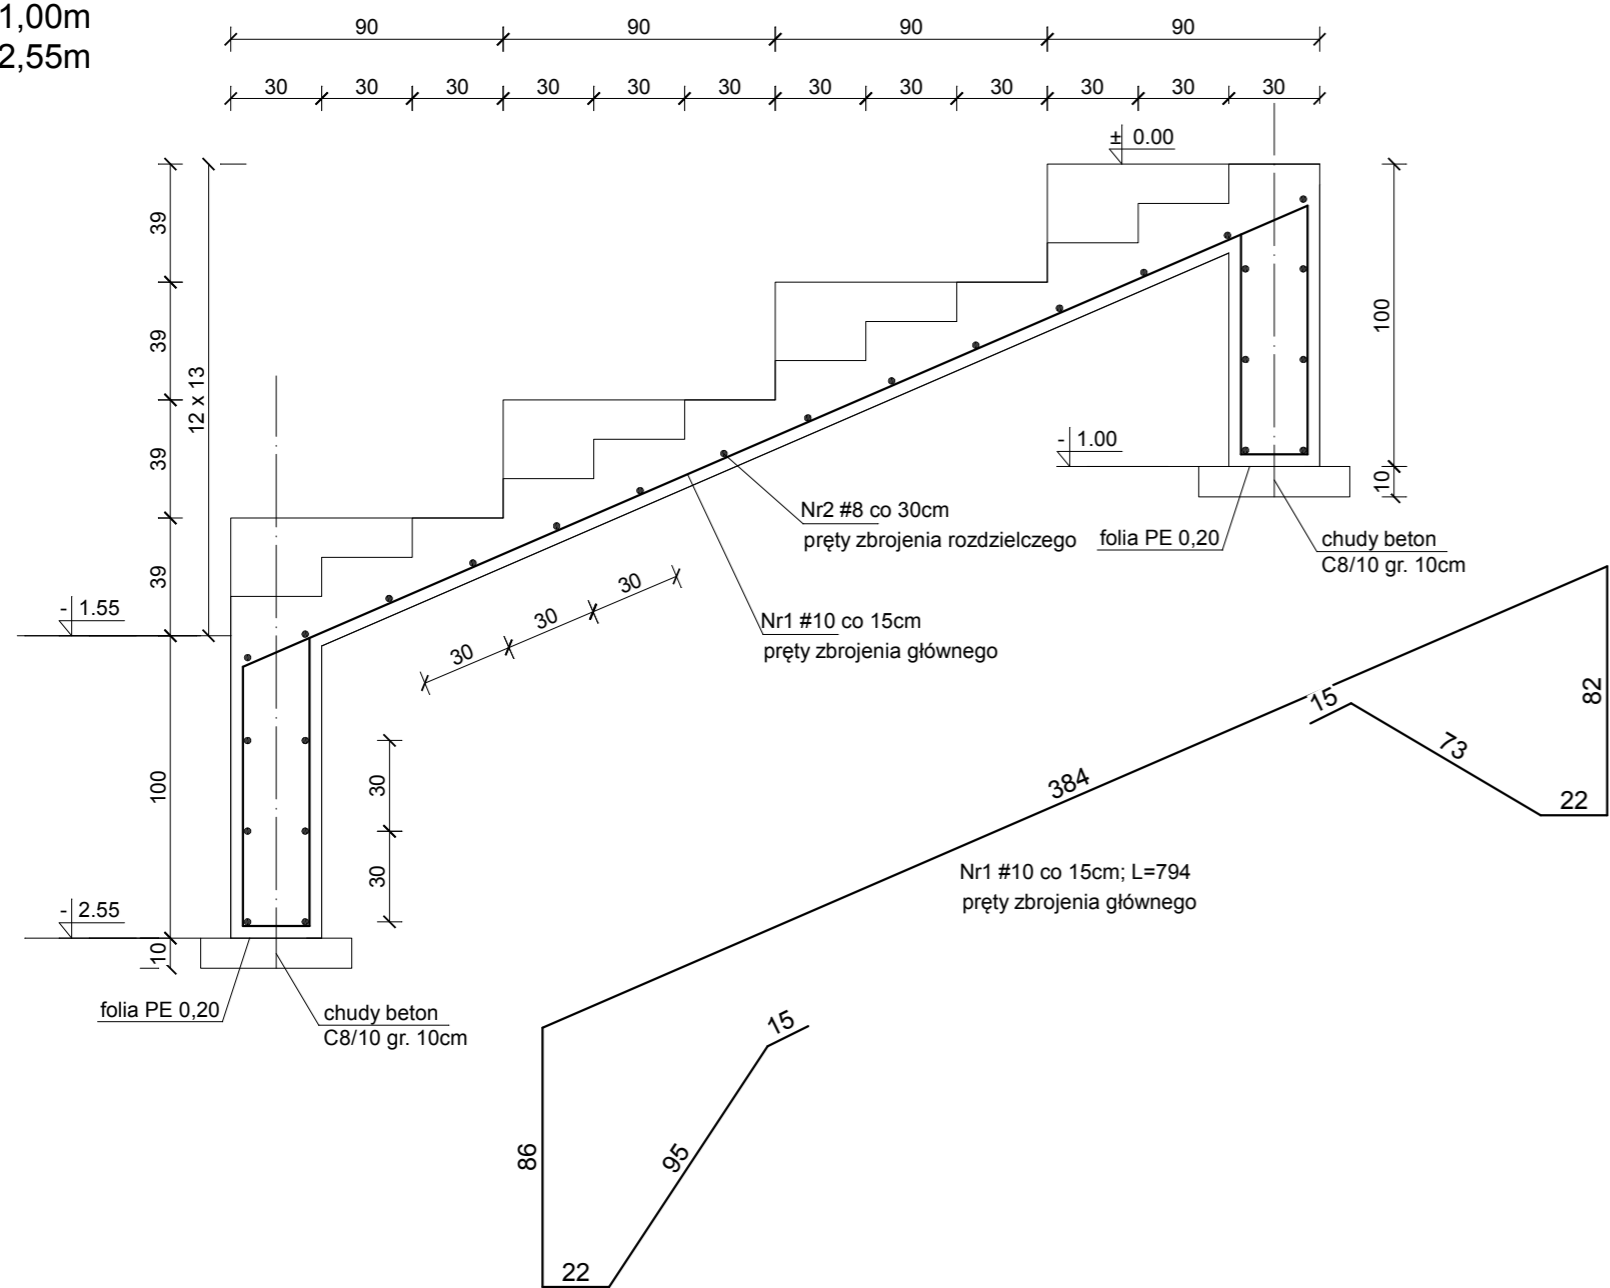 1,00m
2,55m
90 90 90 90
30 30 30 30 30 30 30 30 30 30 30 30
± 0.00
39
39
39
39
12 x 13
100
10
- 1.00
- 1.55
Nr2 #8 co 30cm
pręty zbrojenia rozdzielczego
folia PE 0,20
chudy beton
C8/10 gr. 10cm
30 30 30
Nr1 #10 co 15cm
pręty zbrojenia głównego
100
30
30
- 2.55
10
folia PE 0,20
chudy beton
C8/10 gr. 10cm
15
73
82
22
384
Nr1 #10 co 15cm; L=794
pręty zbrojenia głównego
15
86
95
22